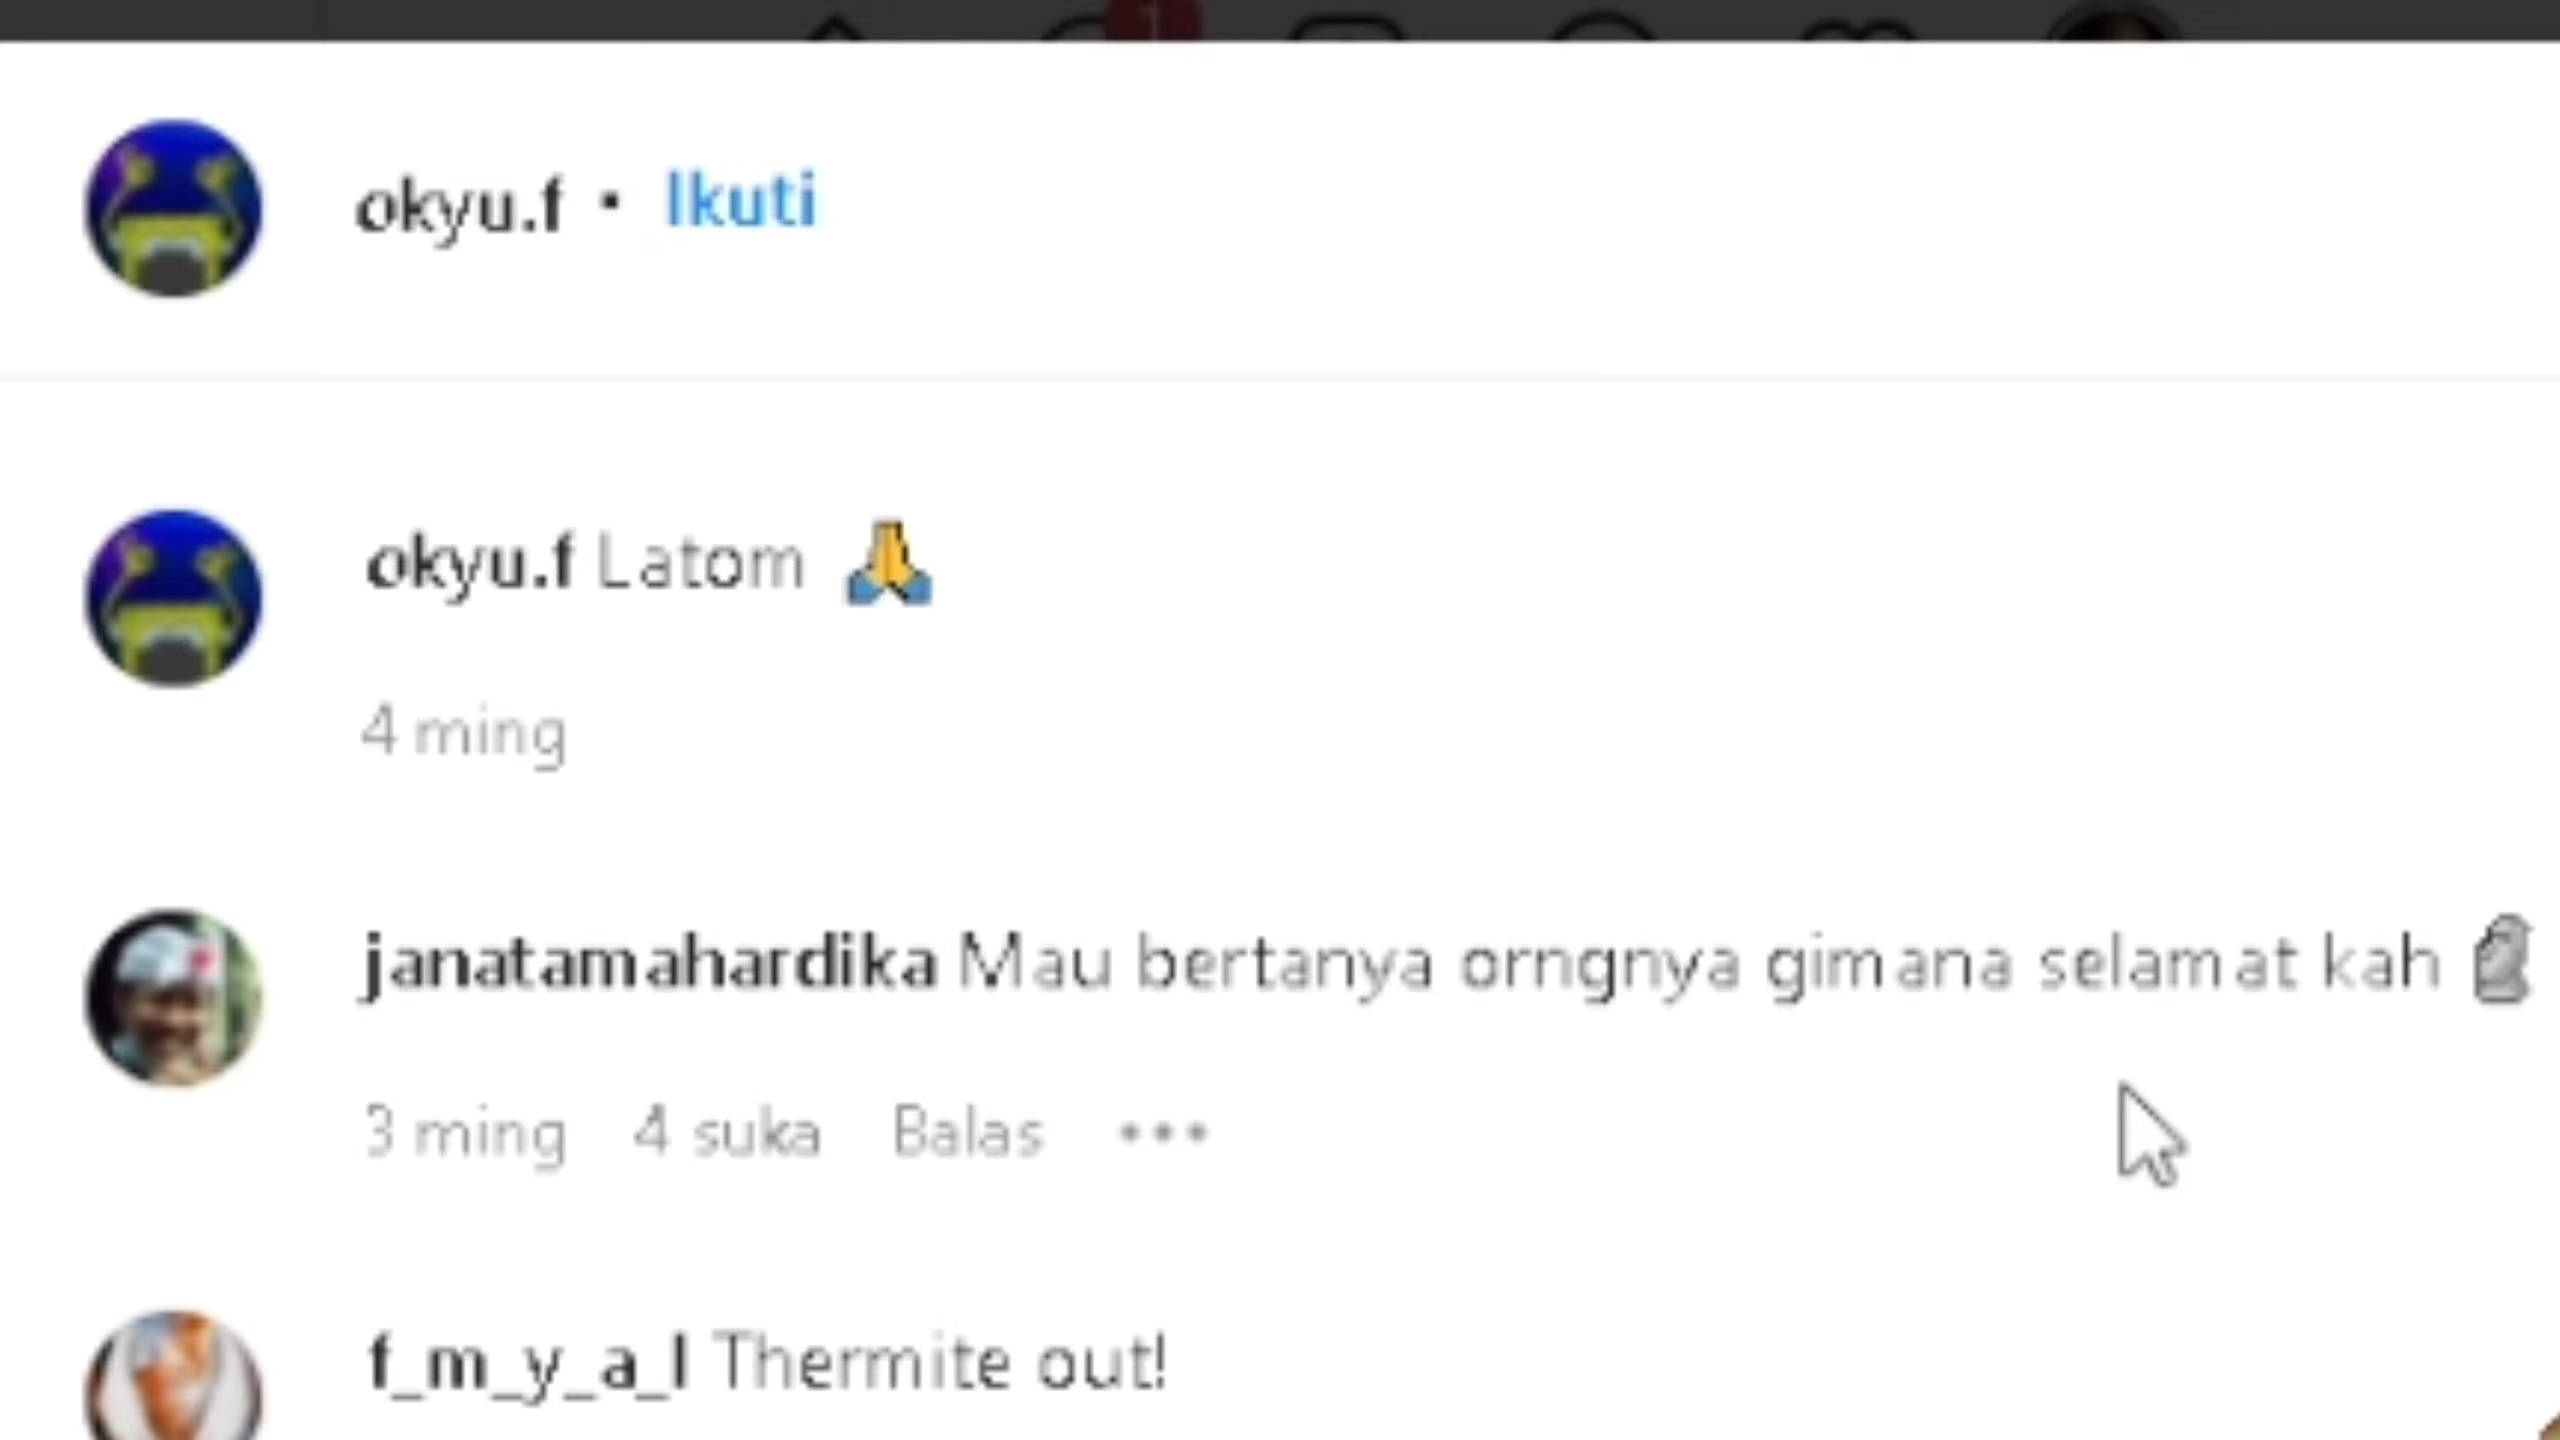 1
okyu.f • Ikuti
okyu.f Latom 🙏
4 ming
janatamahardika Mau bertanya orngnya gimana selamat kah 🗿
3 ming 4 suka Balas •••
f_m_y_a_l Thermite out!